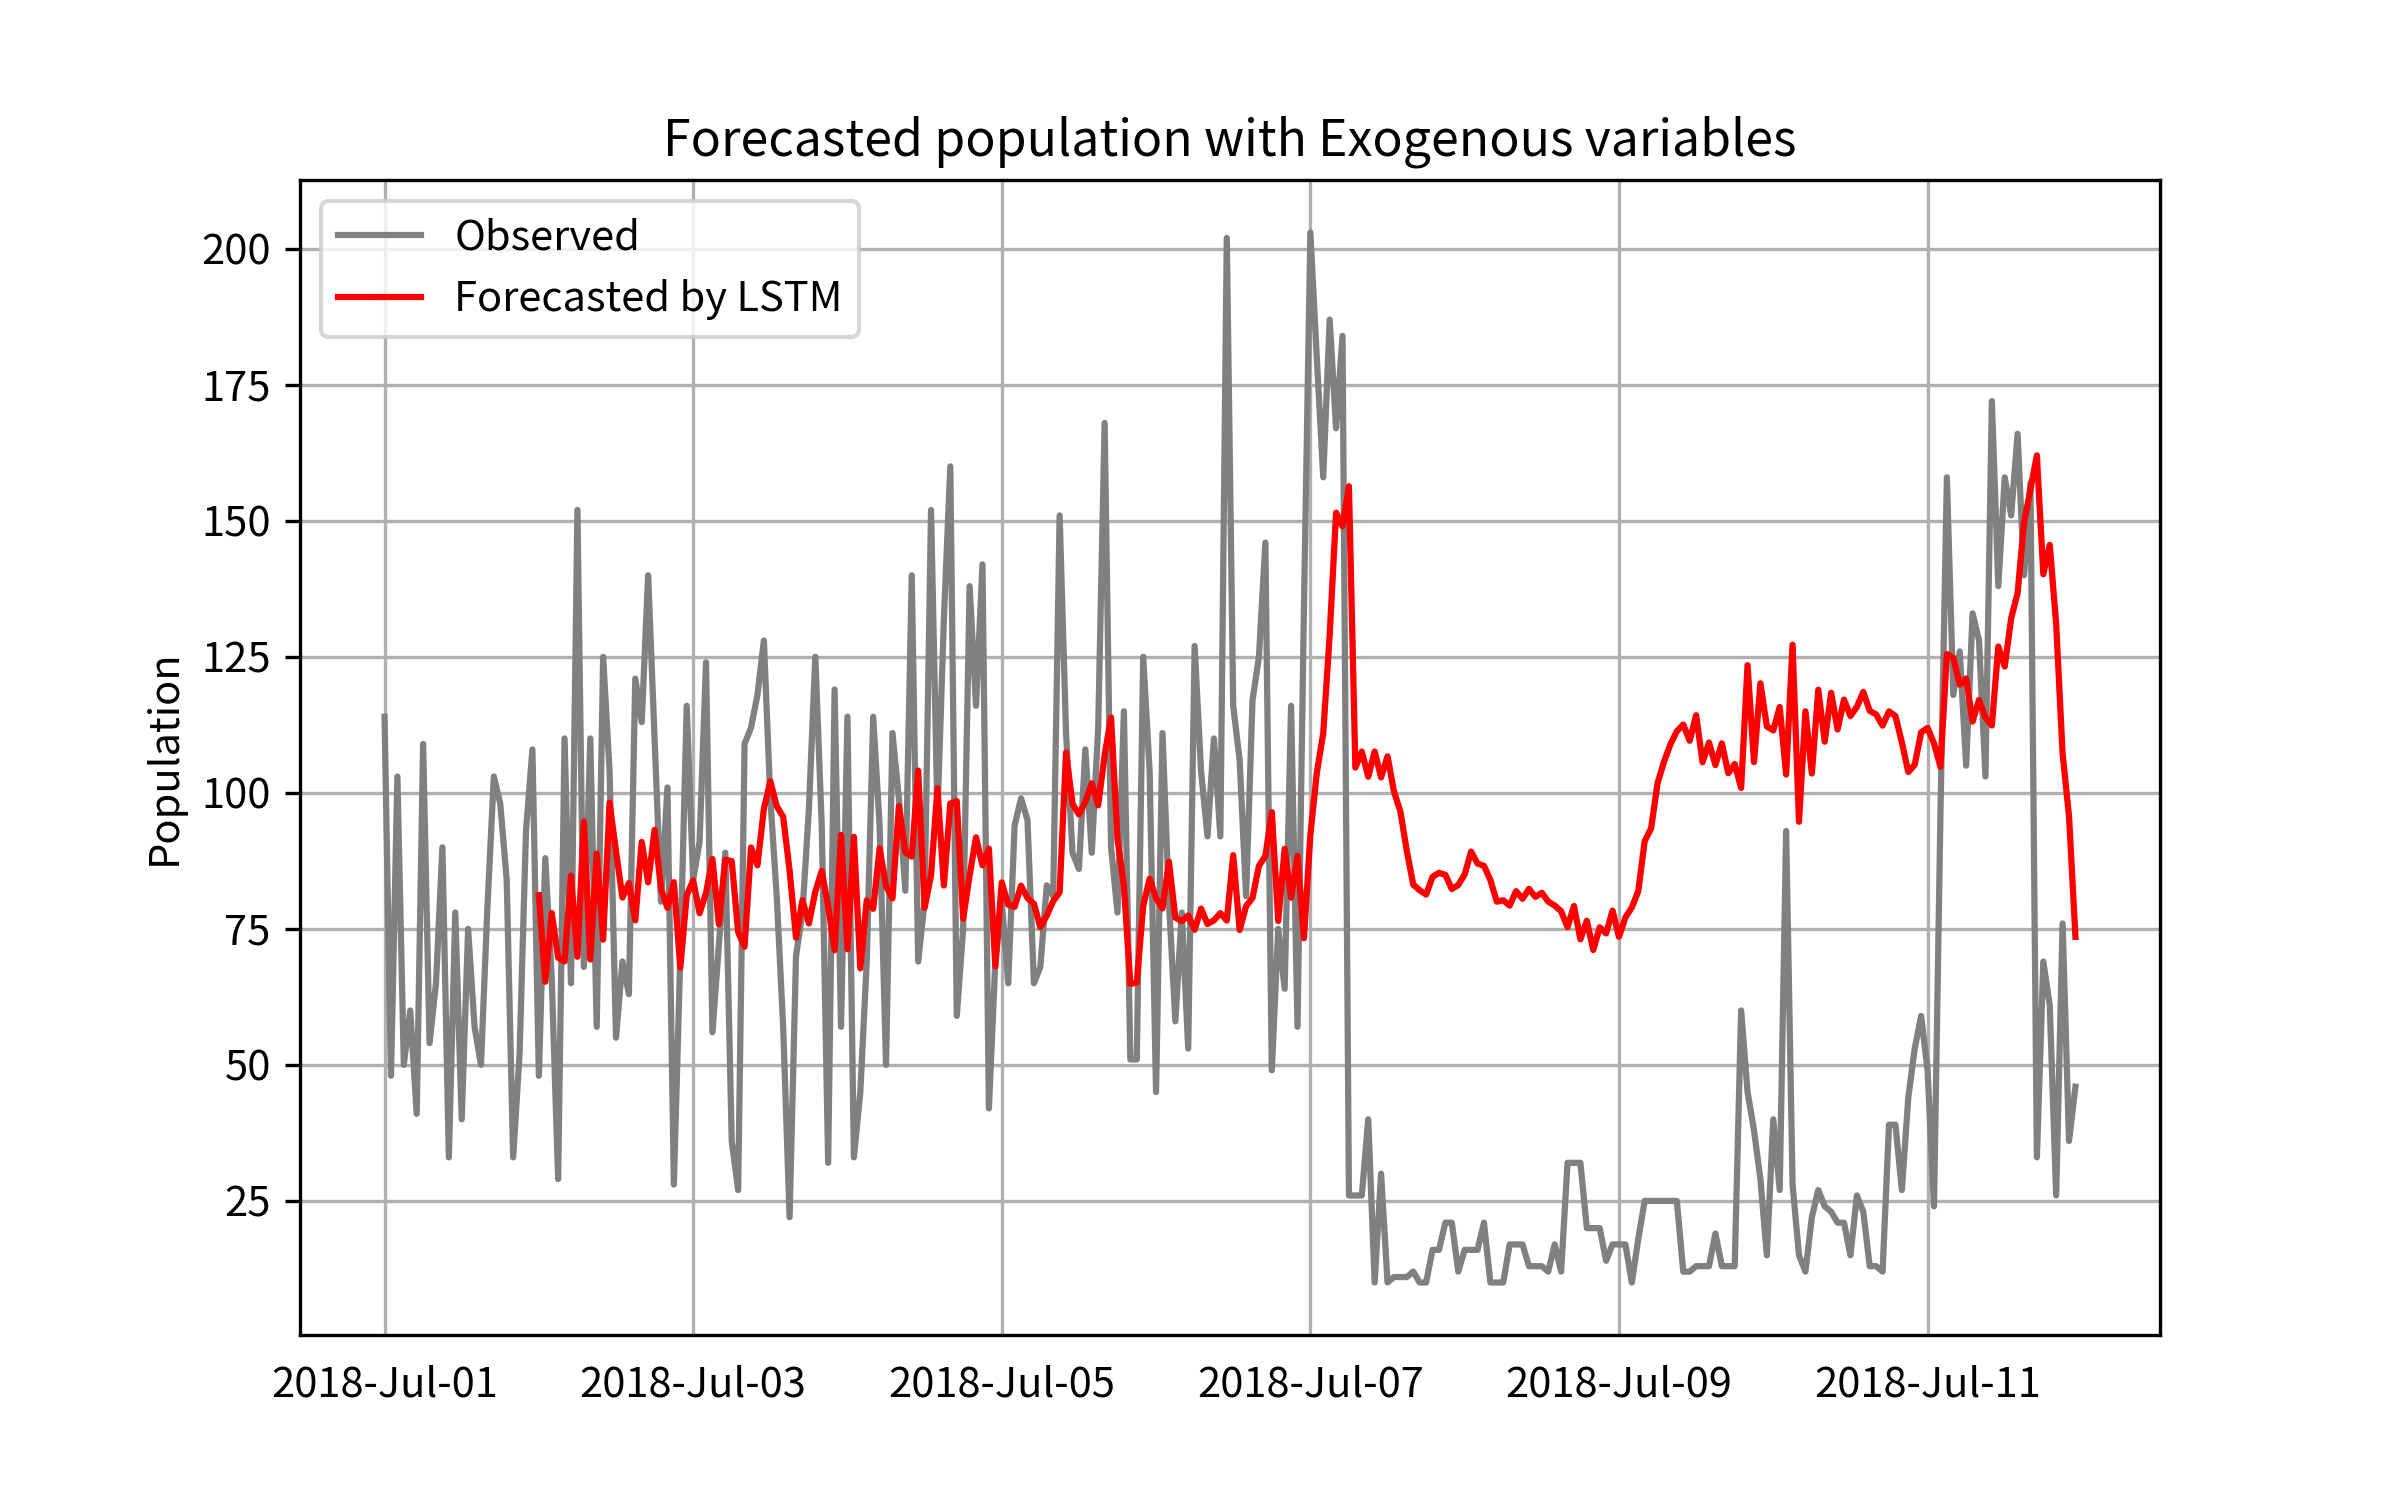 Forecasted population with Exogenous variables
Observed
Forecasted by LSTM
Population
200
175
150
125
100
75
50
25
2018-Jul-01 2018-Jul-03 2018-Jul-05 2018-Jul-07 2018-Jul-09 2018-Jul-11